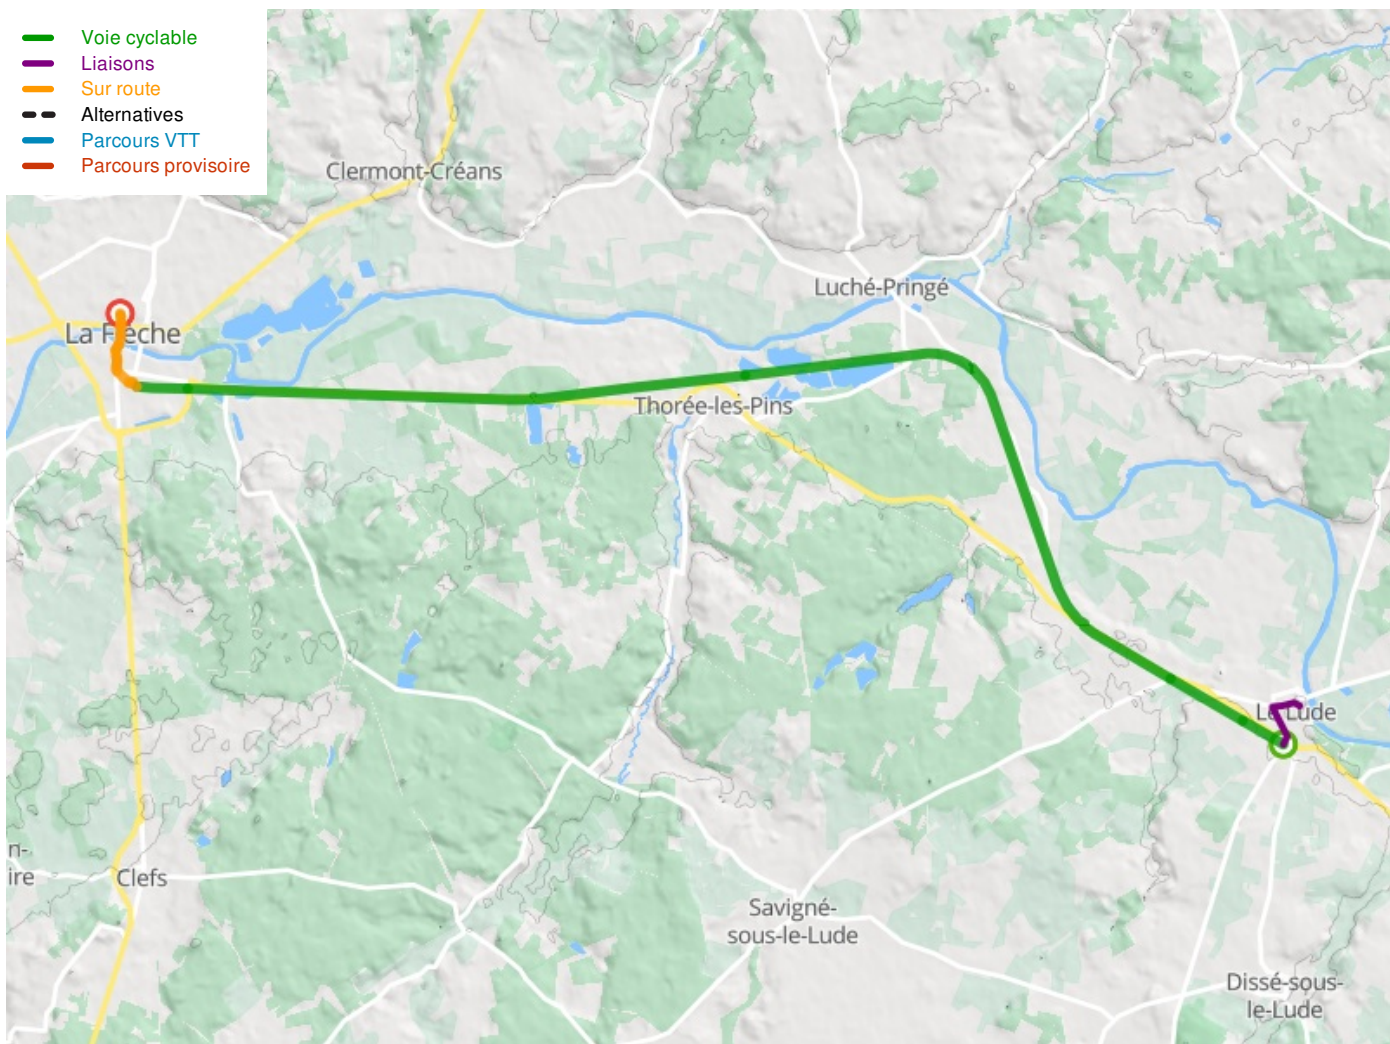 Voie cyclable
Liaisons
Sur route
Alternatives
Parcours VTT
Parcours provisoire
Clermont-Créans
Luché-Pringé
La Flèche
Thorée-les-Pins
Le Lude
n-
ire
Clefs
Savigné-
sous-le-Lude
Dissé-sous-
le-Lude